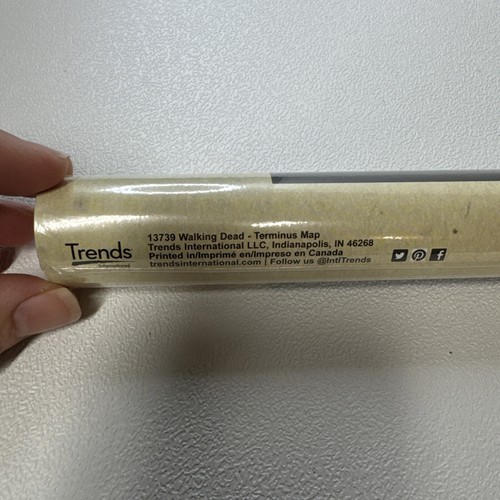 Trends
International
13739 Walking Dead - Terminus Map
Trends International LLC, Indianapolis, IN 46268
Printed in/Imprimé en/Impreso en Canada
trendsinternational.com | Follow us @IntlTrends